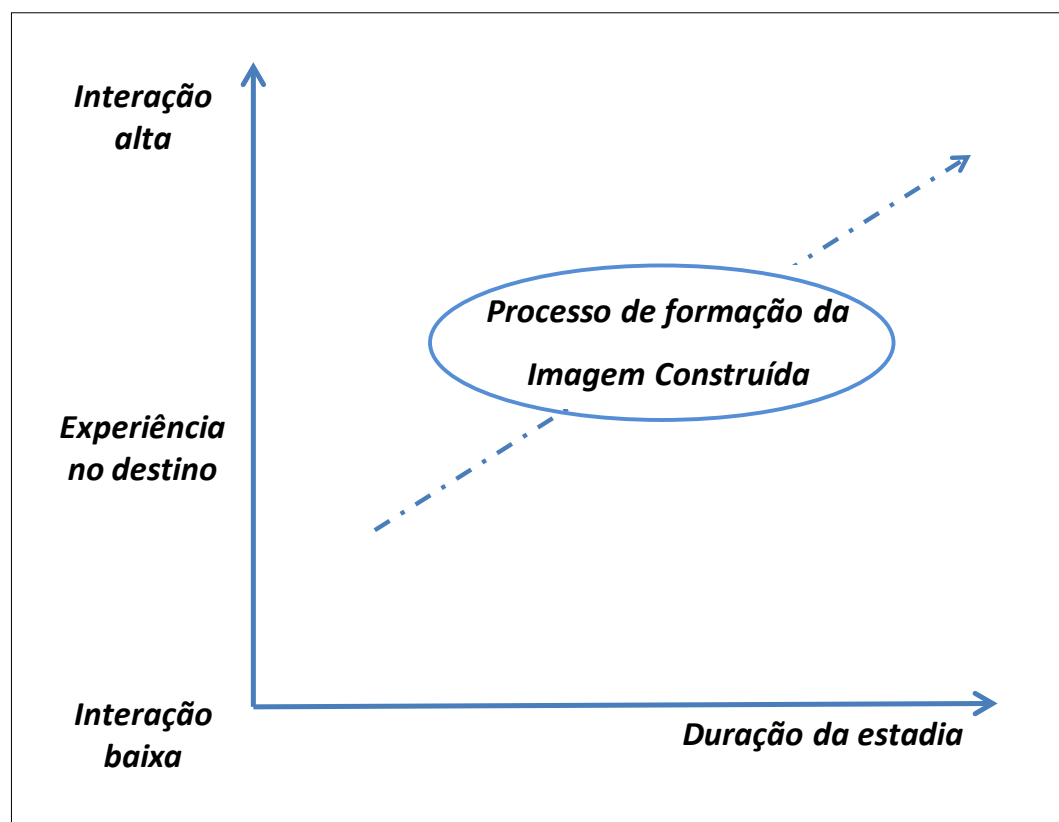 Interação
alta
Processo de formação da
Imagem Construída
Experiência
no destino
Interação
baixa
Duração da estadia